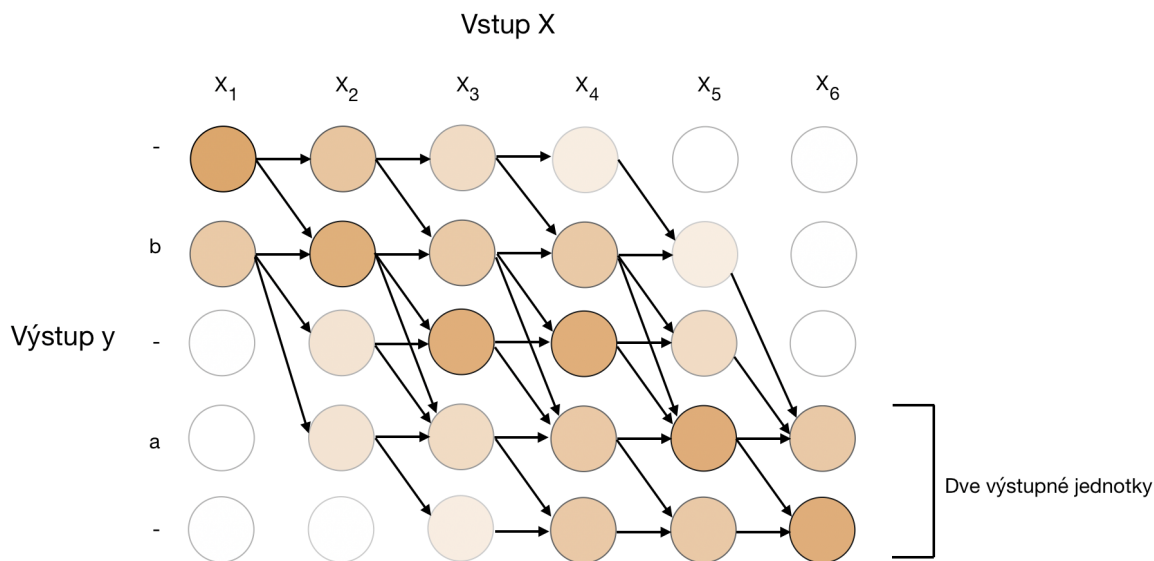 Vstup X
X1 X2 X3 X4 X5 X6
-
b
Výstup y
-
a
Dve výstupné jednotky
-